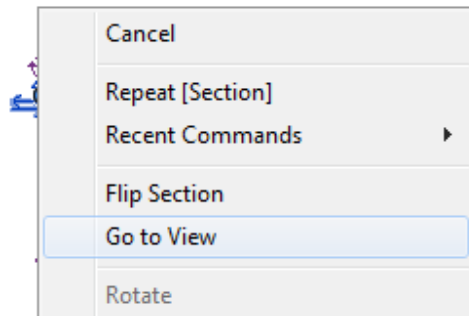 Cancel
Repeat [Section]
Recent Commands
Flip Section
Go to View
Rotate